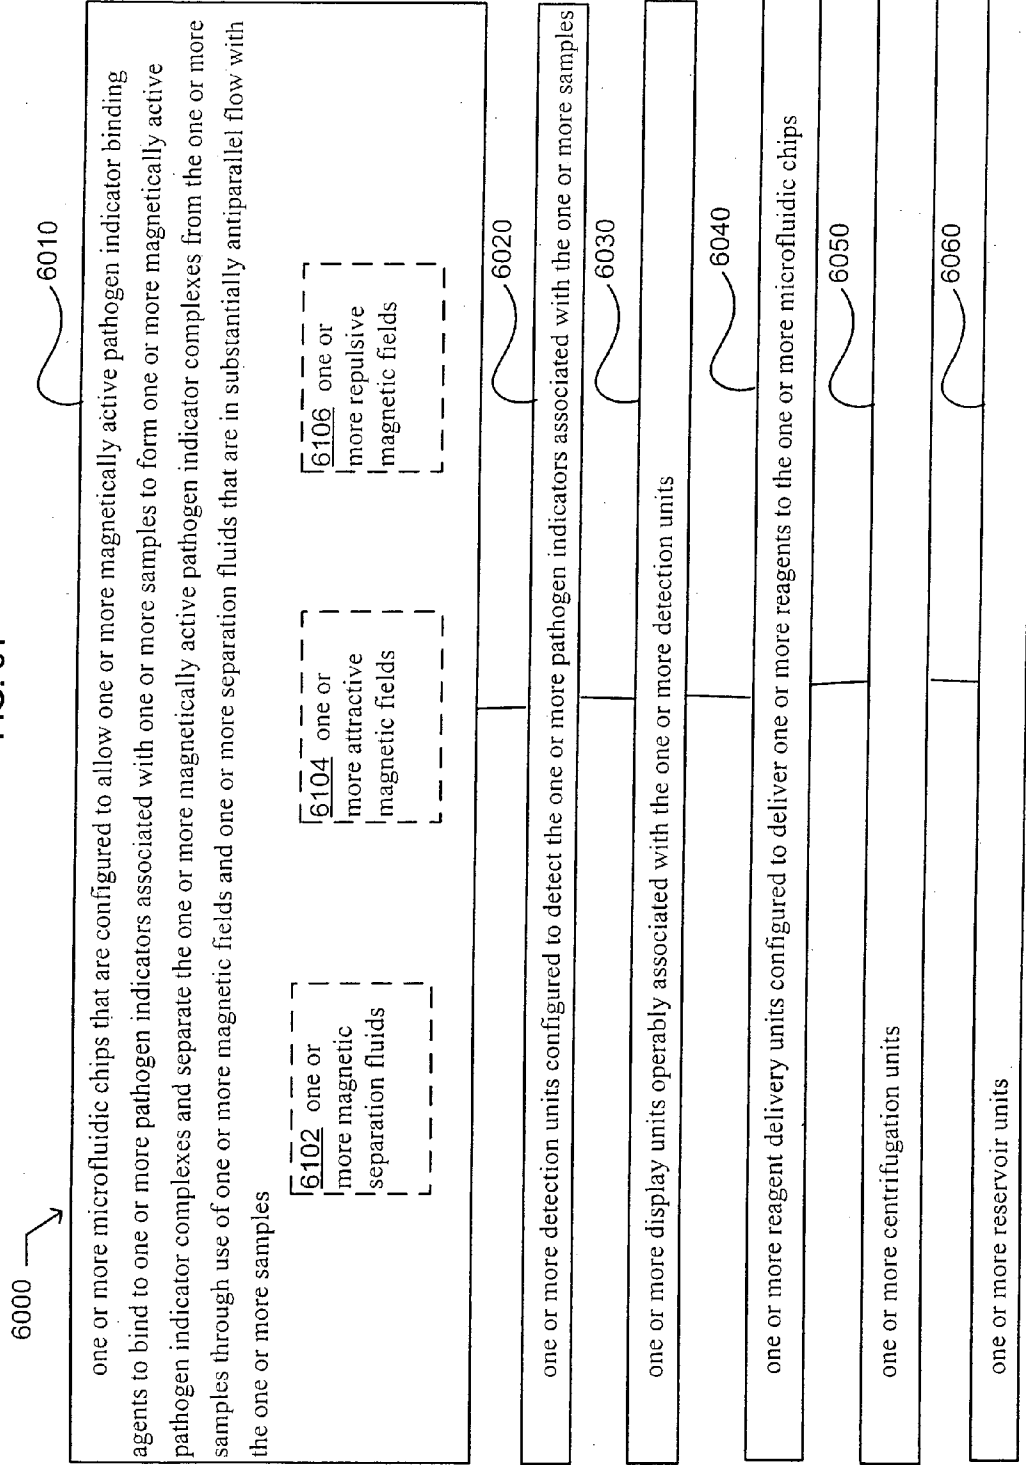 6000
6010
one or more microfluidic chips that are configured to allow one or more magnetically active pathogen indicator binding
agents to bind to one or more pathogen indicators associated with one or more samples to form one or more magnetically active
pathogen indicator complexes and separate the one or more magnetically active pathogen indicator complexes from the one or more
samples through use of one or more magnetic fields and one or more separation fluids that are in substantially antiparallel flow with
the one or more samples
6102 one or
more magnetic
separation fluids
6104 one or
more attractive
magnetic fields
6106 one or
more repulsive
magnetic fields
6020
one or more detection units configured to detect the one or more pathogen indicators associated with the one or more samples
6030
one or more display units operably associated with the one or more detection units
6040
one or more reagent delivery units configured to deliver one or more reagents to the one or more microfluidic chips
6050
one or more centrifugation units
6060
one or more reservoir units